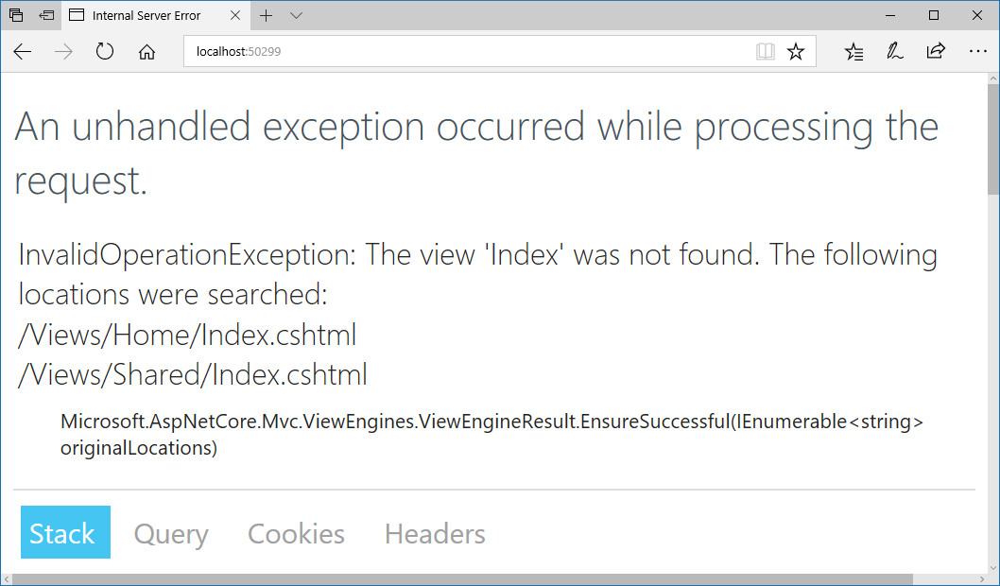 Internal Server Error
localhost:50299
An unhandled exception occurred while processing the
request.
InvalidOperationException: The view 'Index' was not found. The following
locations were searched:
/Views/Home/Index.cshtml
/Views/Shared/Index.cshtml
Microsoft.AspNetCore.Mvc.ViewEngines.ViewEngineResult.EnsureSuccessful(IEnumerable<string>
originalLocations)
Stack Query Cookies Headers